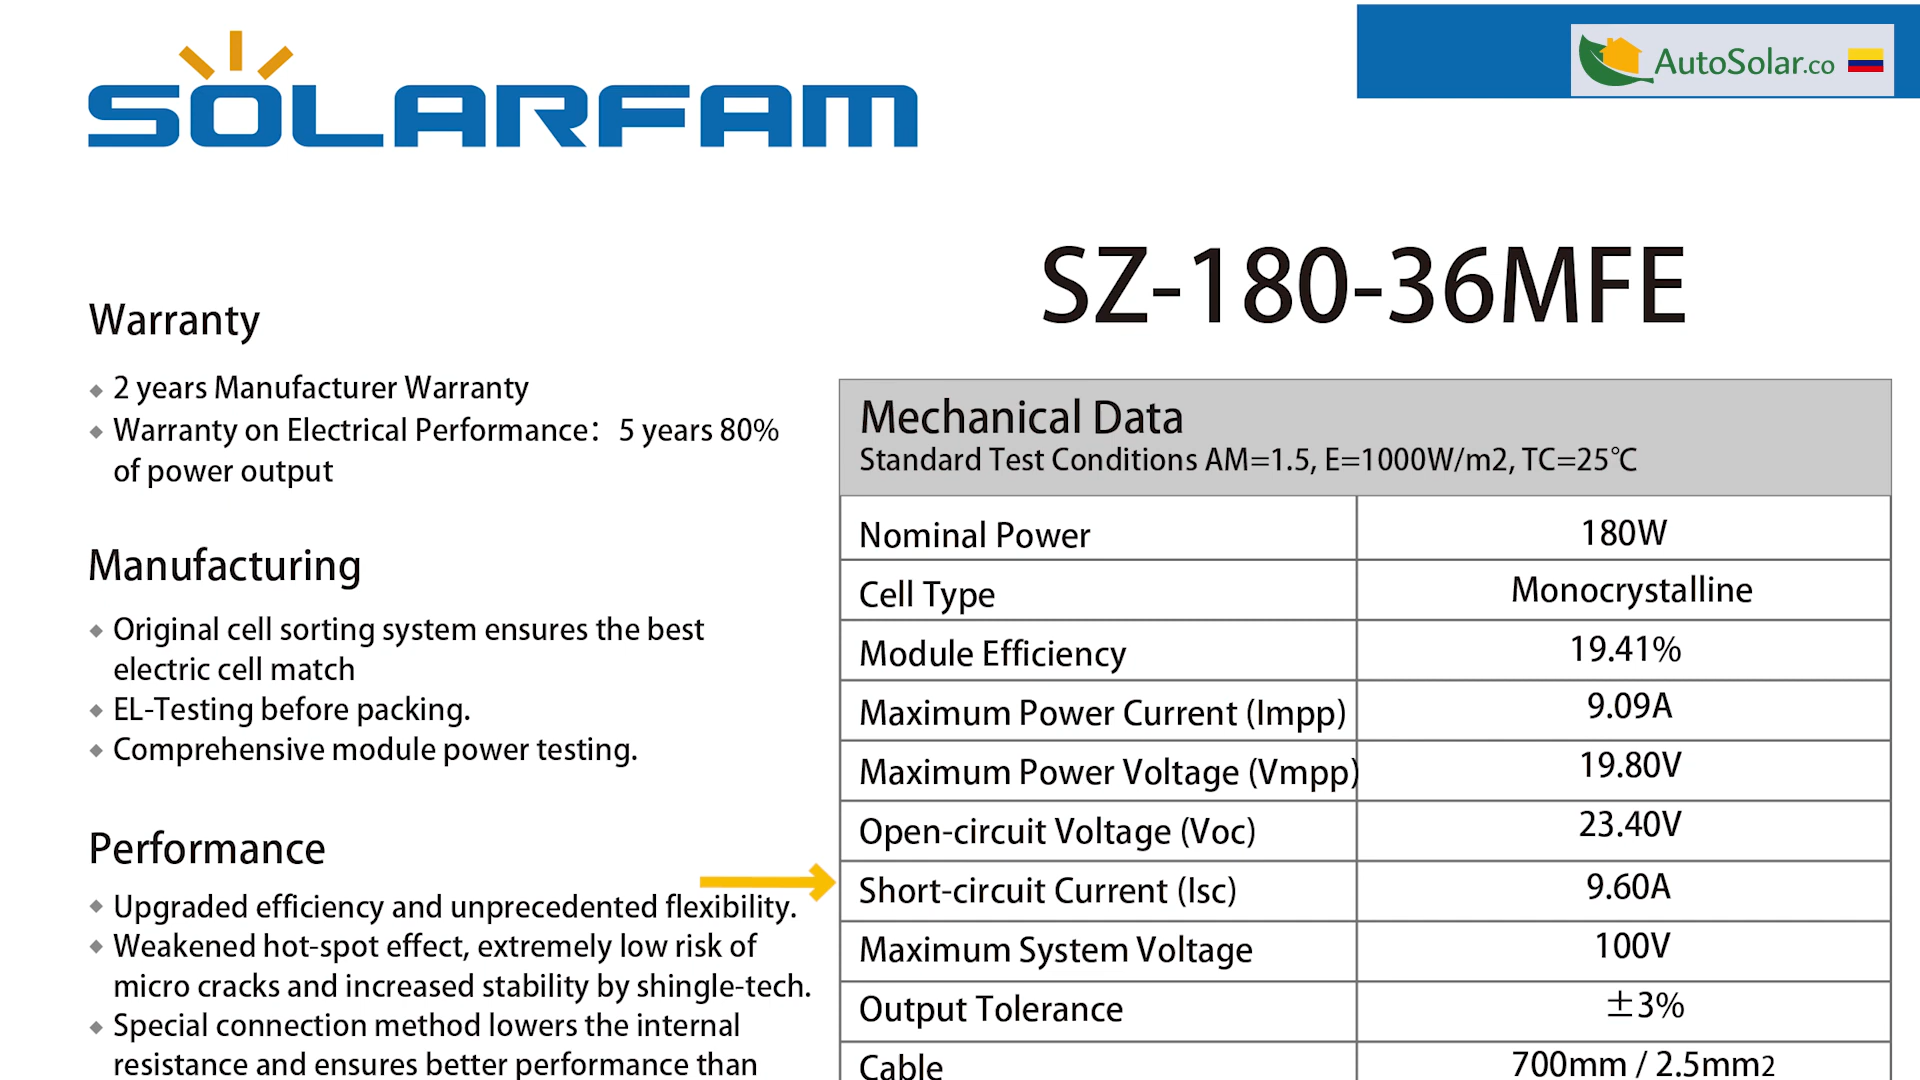 SOLARFAM
AutoSolar.co
SZ-180-36MFE
Warranty
2 years Manufacturer Warranty
Warranty on Electrical Performance: 5 years 80%
of power output
Manufacturing
Original cell sorting system ensures the best
electric cell match
EL-Testing before packing.
Comprehensive module power testing.
Performance
Upgraded efficiency and unprecedented flexibility.
Weakened hot-spot effect, extremely low risk of
micro cracks and increased stability by shingle-tech.
Special connection method lowers the internal
resistance and ensures better performance than
Mechanical Data
Standard Test Conditions AM=1.5, E=1000W/m2, TC=25℃
Nominal Power 180W
Cell Type Monocrystalline
Module Efficiency 19.41%
Maximum Power Current (Impp) 9.09A
Maximum Power Voltage (Vmpp) 19.80V
Open-circuit Voltage (Voc) 23.40V
Short-circuit Current (Isc) 9.60A
Maximum System Voltage 100V
Output Tolerance ±3%
Cable 700mm / 2.5mm2